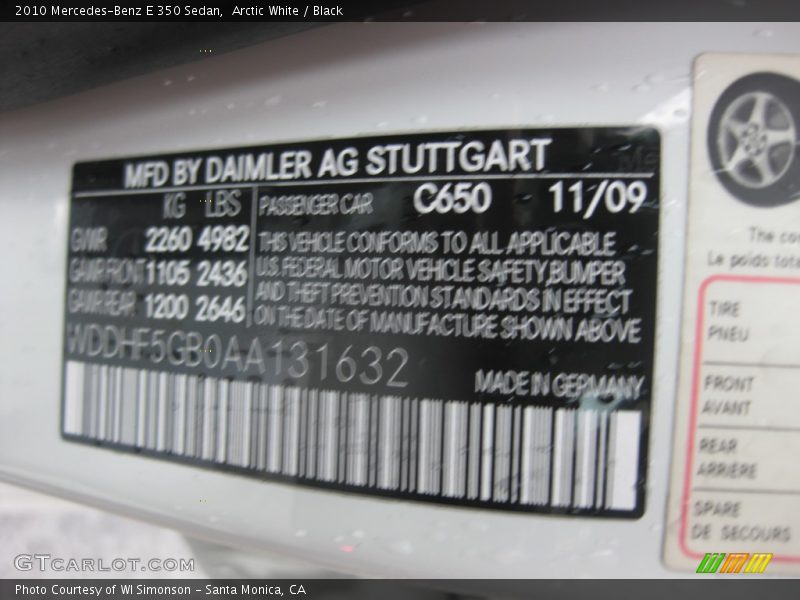 2010 Mercedes-Benz E 350 Sedan, Arctic White / Black
MFD BY DAIMLER AG STUTTGART
KG LBS
PASSENGER CAR C650 11/09
GVWR 2260 4982
GAWR FRONT 1105 2436
GAWR REAR 1200 2646
THIS VEHICLE CONFORMS TO ALL APPLICABLE
U.S. FEDERAL MOTOR VEHICLE SAFETY, BUMPER
AND THEFT PREVENTION STANDARDS IN EFFECT
ON THE DATE OF MANUFACTURE SHOWN ABOVE
WDDHF5GB0AA131632
MADE IN GERMANY
The
Le poids
TIRE
PNEU
FRONT
AVANT
REAR
ARRIERE
SPARE
DE SECOURS
GTCARLOT.COM
Photo Courtesy of WI Simonson - Santa Monica, CA